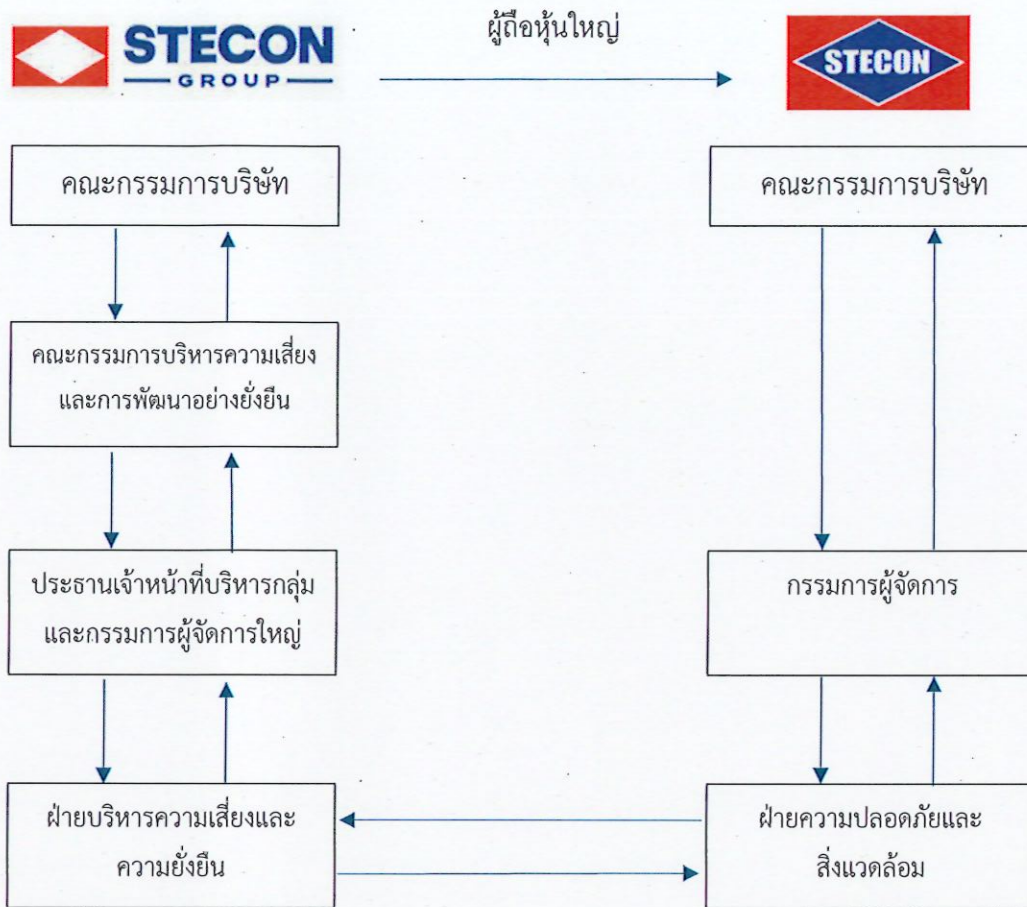 STECON
GROUP
ผู้ถือหุ้นใหญ่
STECON
คณะกรรมการบริษัท
คณะกรรมการบริษัท
คณะกรรมการบริหารความเสี่ยง
และการพัฒนาอย่างยั่งยืน
ประธานเจ้าหน้าที่บริหารกลุ่ม
และกรรมการผู้จัดการใหญ่
กรรมการผู้จัดการ
ฝ่ายบริหารความเสี่ยงและ
ความยั่งยืน
ฝ่ายความปลอดภัยและ
สิ่งแวดล้อม